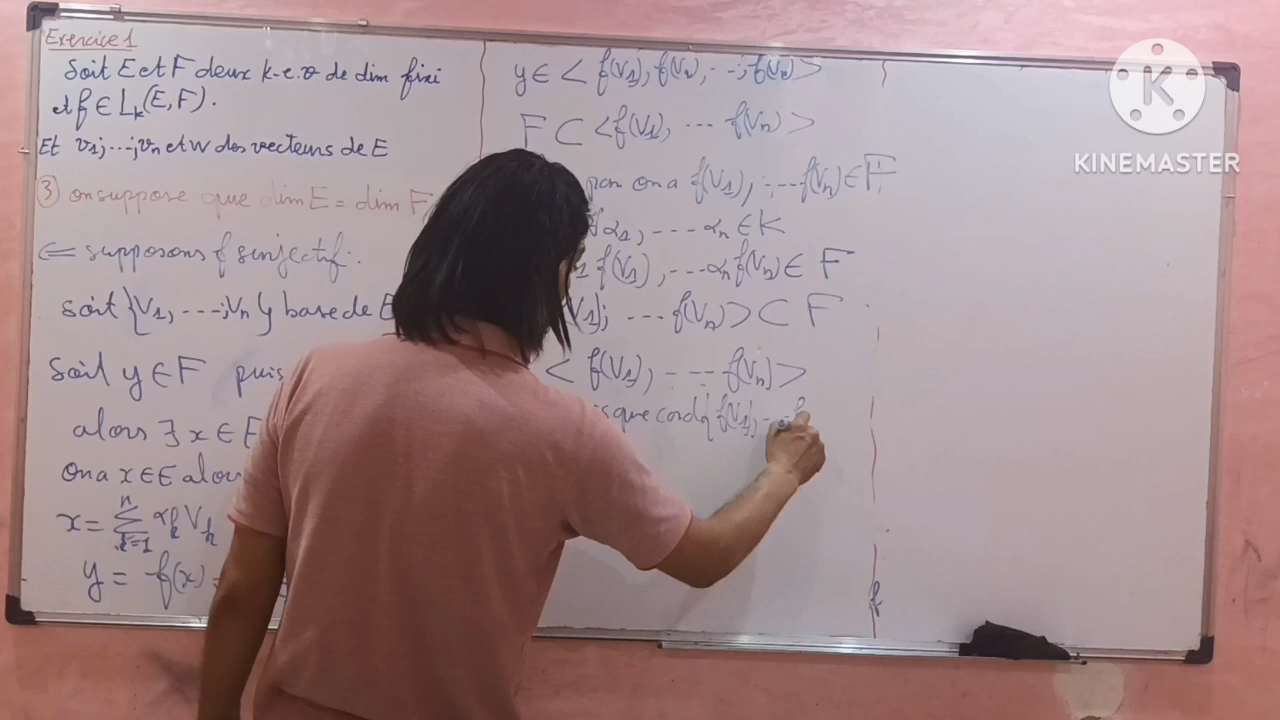 Exercice 1
Soit E et F deux k-e.v de dim fini
et f ∈ L_k(E,F).
Et v1;...;vn et w des vecteurs de E
③ on suppose que dim E = dim F
⇐ supposons f surjectif.
soit {V1, ---; Vn} base de E
Soit y ∈ F puis
alors ∃ x ∈ E
on a x ∈ E alors
x = Σ_{k=1}^{n} α_k V_k
y = f(x) =
y ∈ < f(V1), f(V2), --; f(Vn) >
F ⊂ < f(V1), --- f(Vn) >
on a f(V1), ;--- f(Vn) ∈ F
α1, --- αn ∈ K
f(V1), --- αn f(Vn) ∈ F
--- f(Vn) > ⊂ F
< f(V1), --- f(Vn) >
que card{ f(V1), --- f
f
K
KINEMASTER